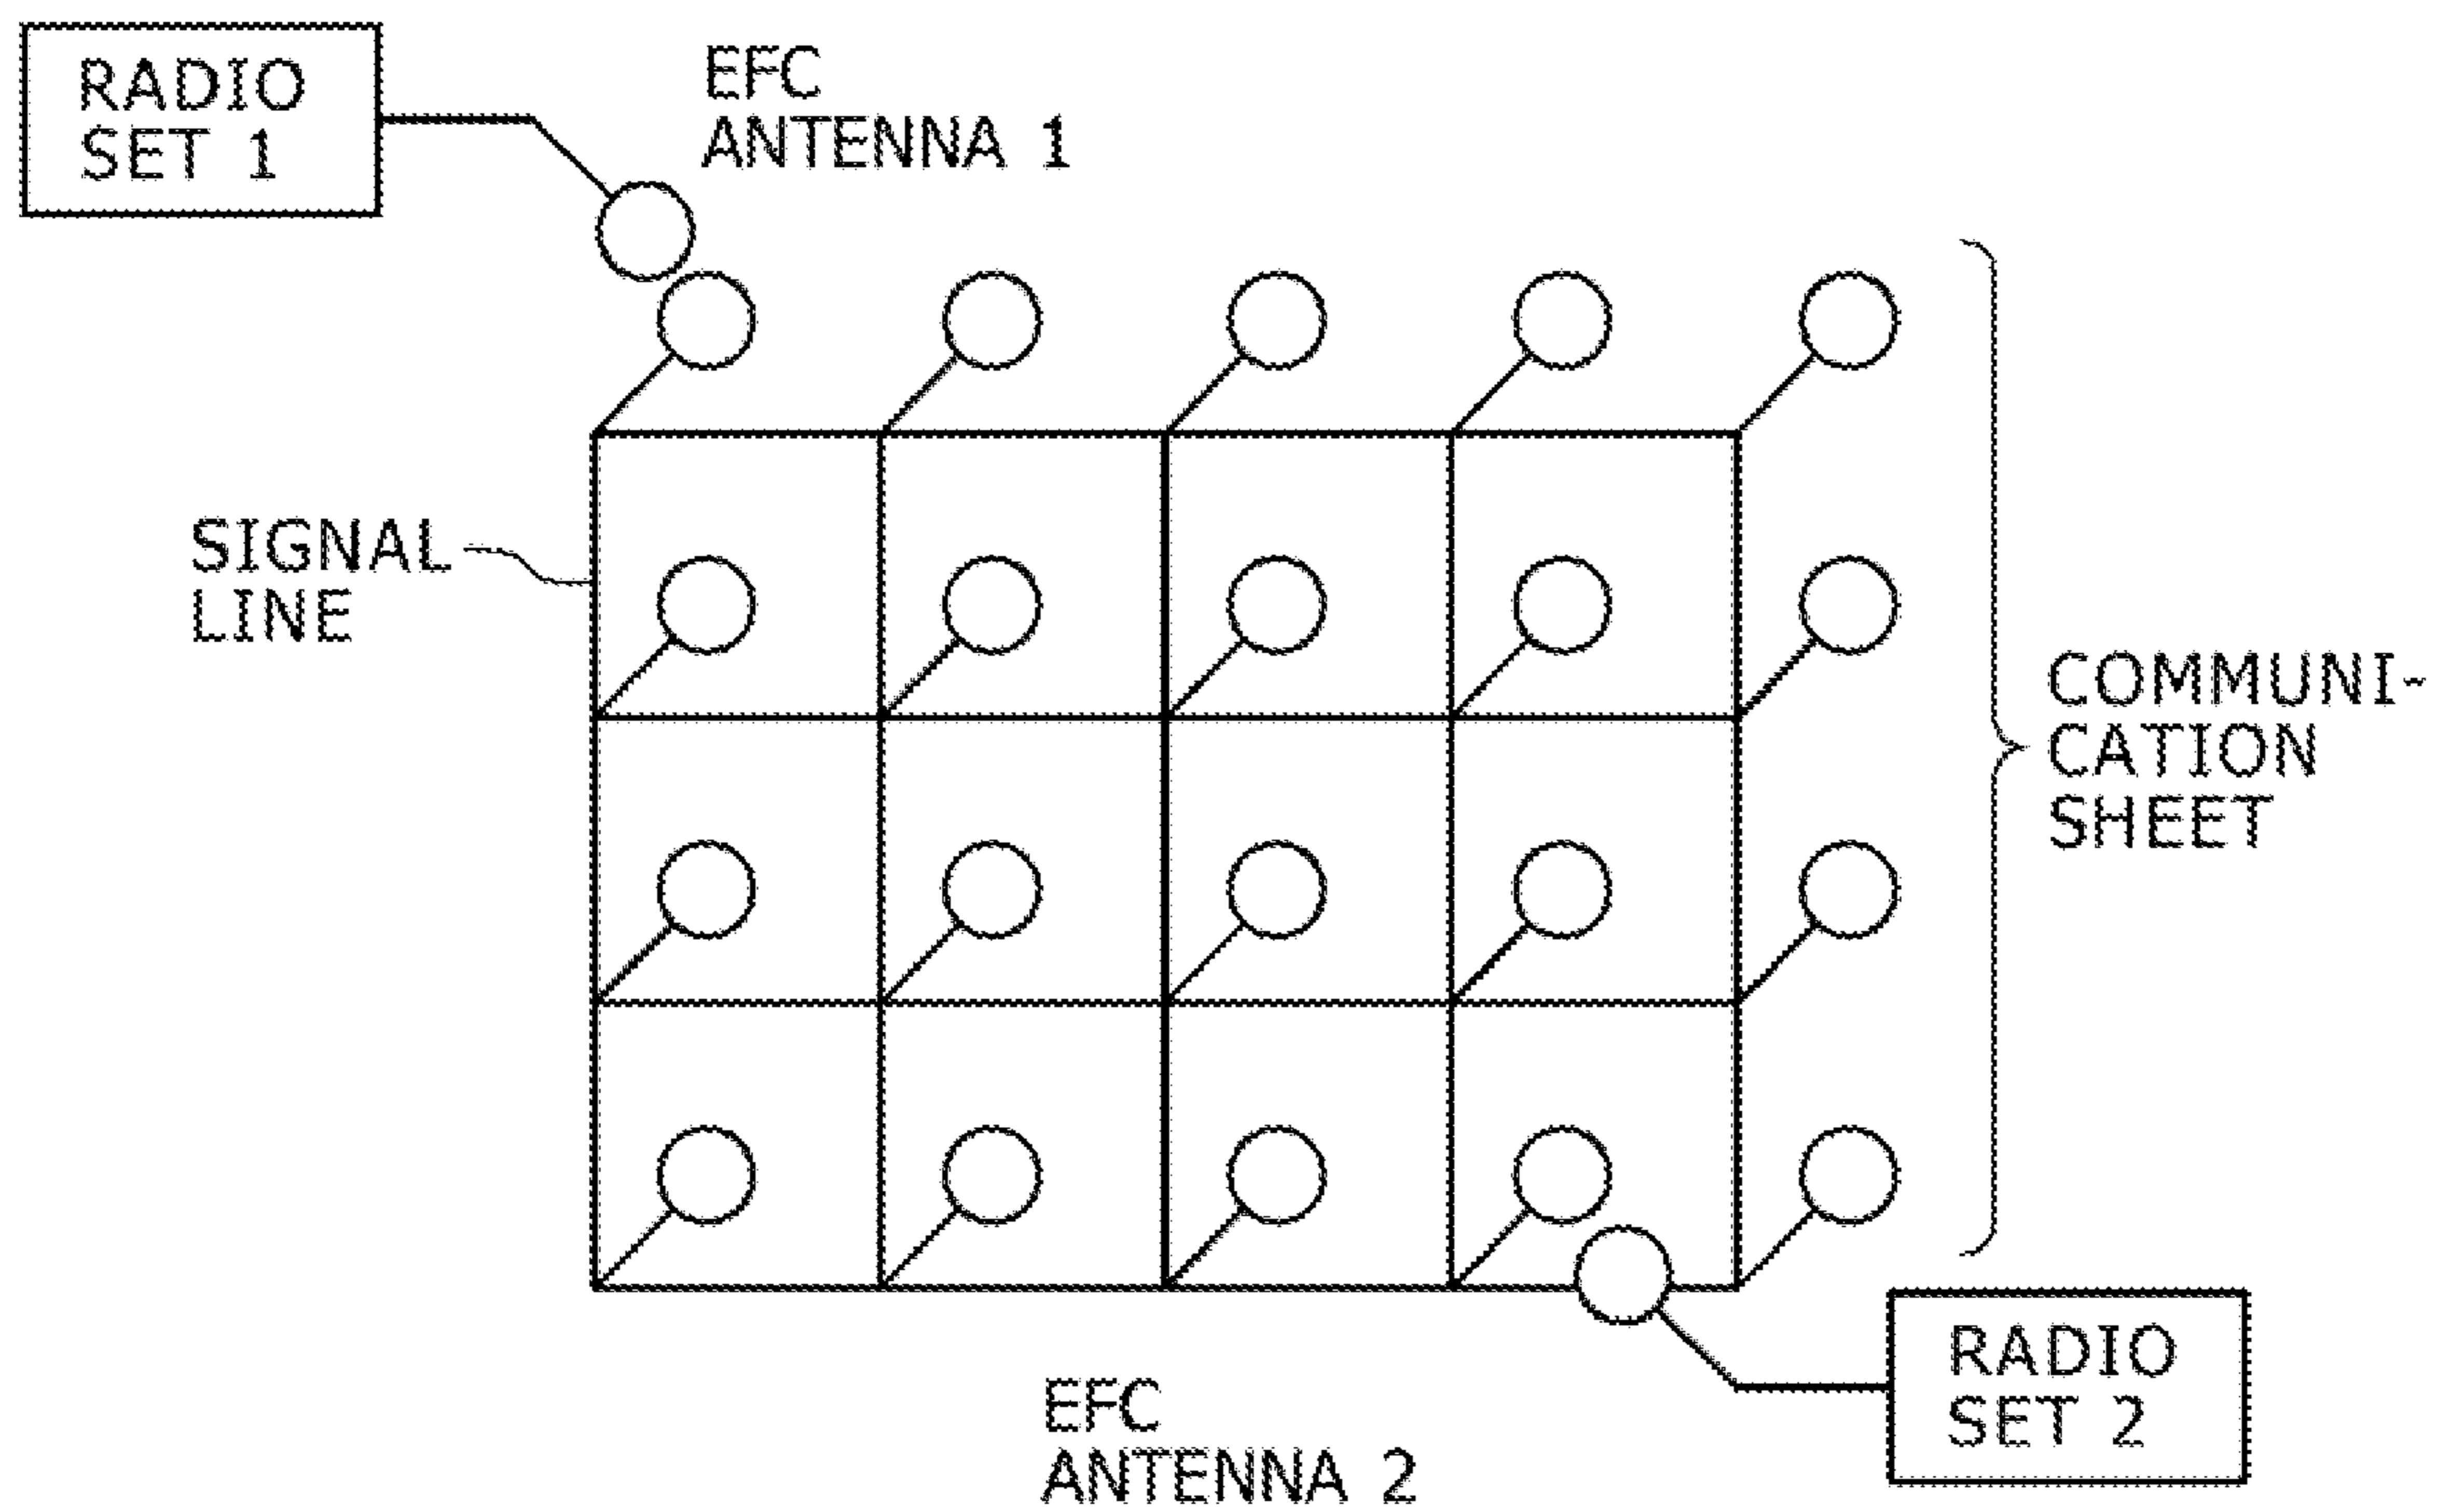 RADIO
SET 1
EFC
ANTENNA 1
SIGNAL
LINE
COMMUNI-
CATION
SHEET
EFC
ANTENNA 2
RADIO
SET 2